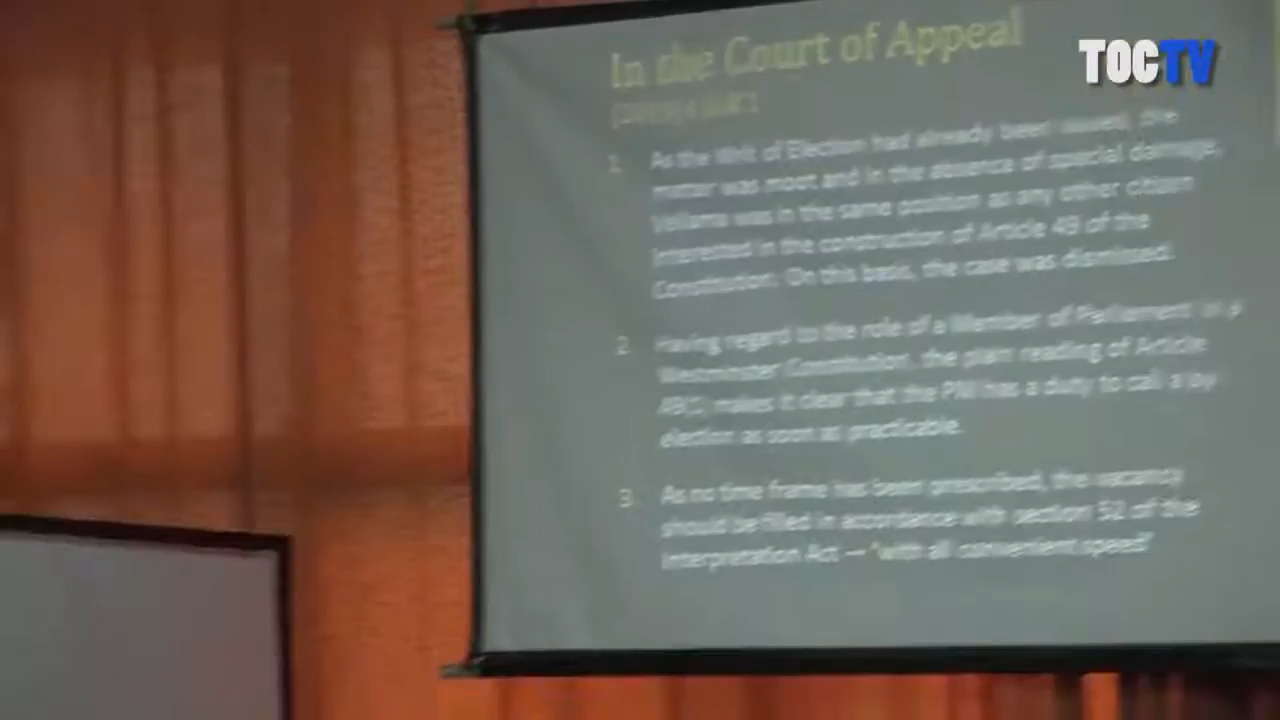 TOCTV
In the Court of Appeal
1. As the Writ of Election had already been issued, the
matter was moot and in the absence of special damage,
Vellama was in the same position as any other citizen
interested in the construction of Article 49 of the
Constitution. On this basis, the case was dismissed.
2. Having regard to the role of a Member of Parliament in a
Westminster Constitution, the plain reading of Article
49(1) makes it clear that the PM has a duty to call a by
election as soon as practicable.
3. As no time frame has been prescribed, the vacancy
should be filled in accordance with section 52 of the
Interpretation Act — "with all convenient speed"